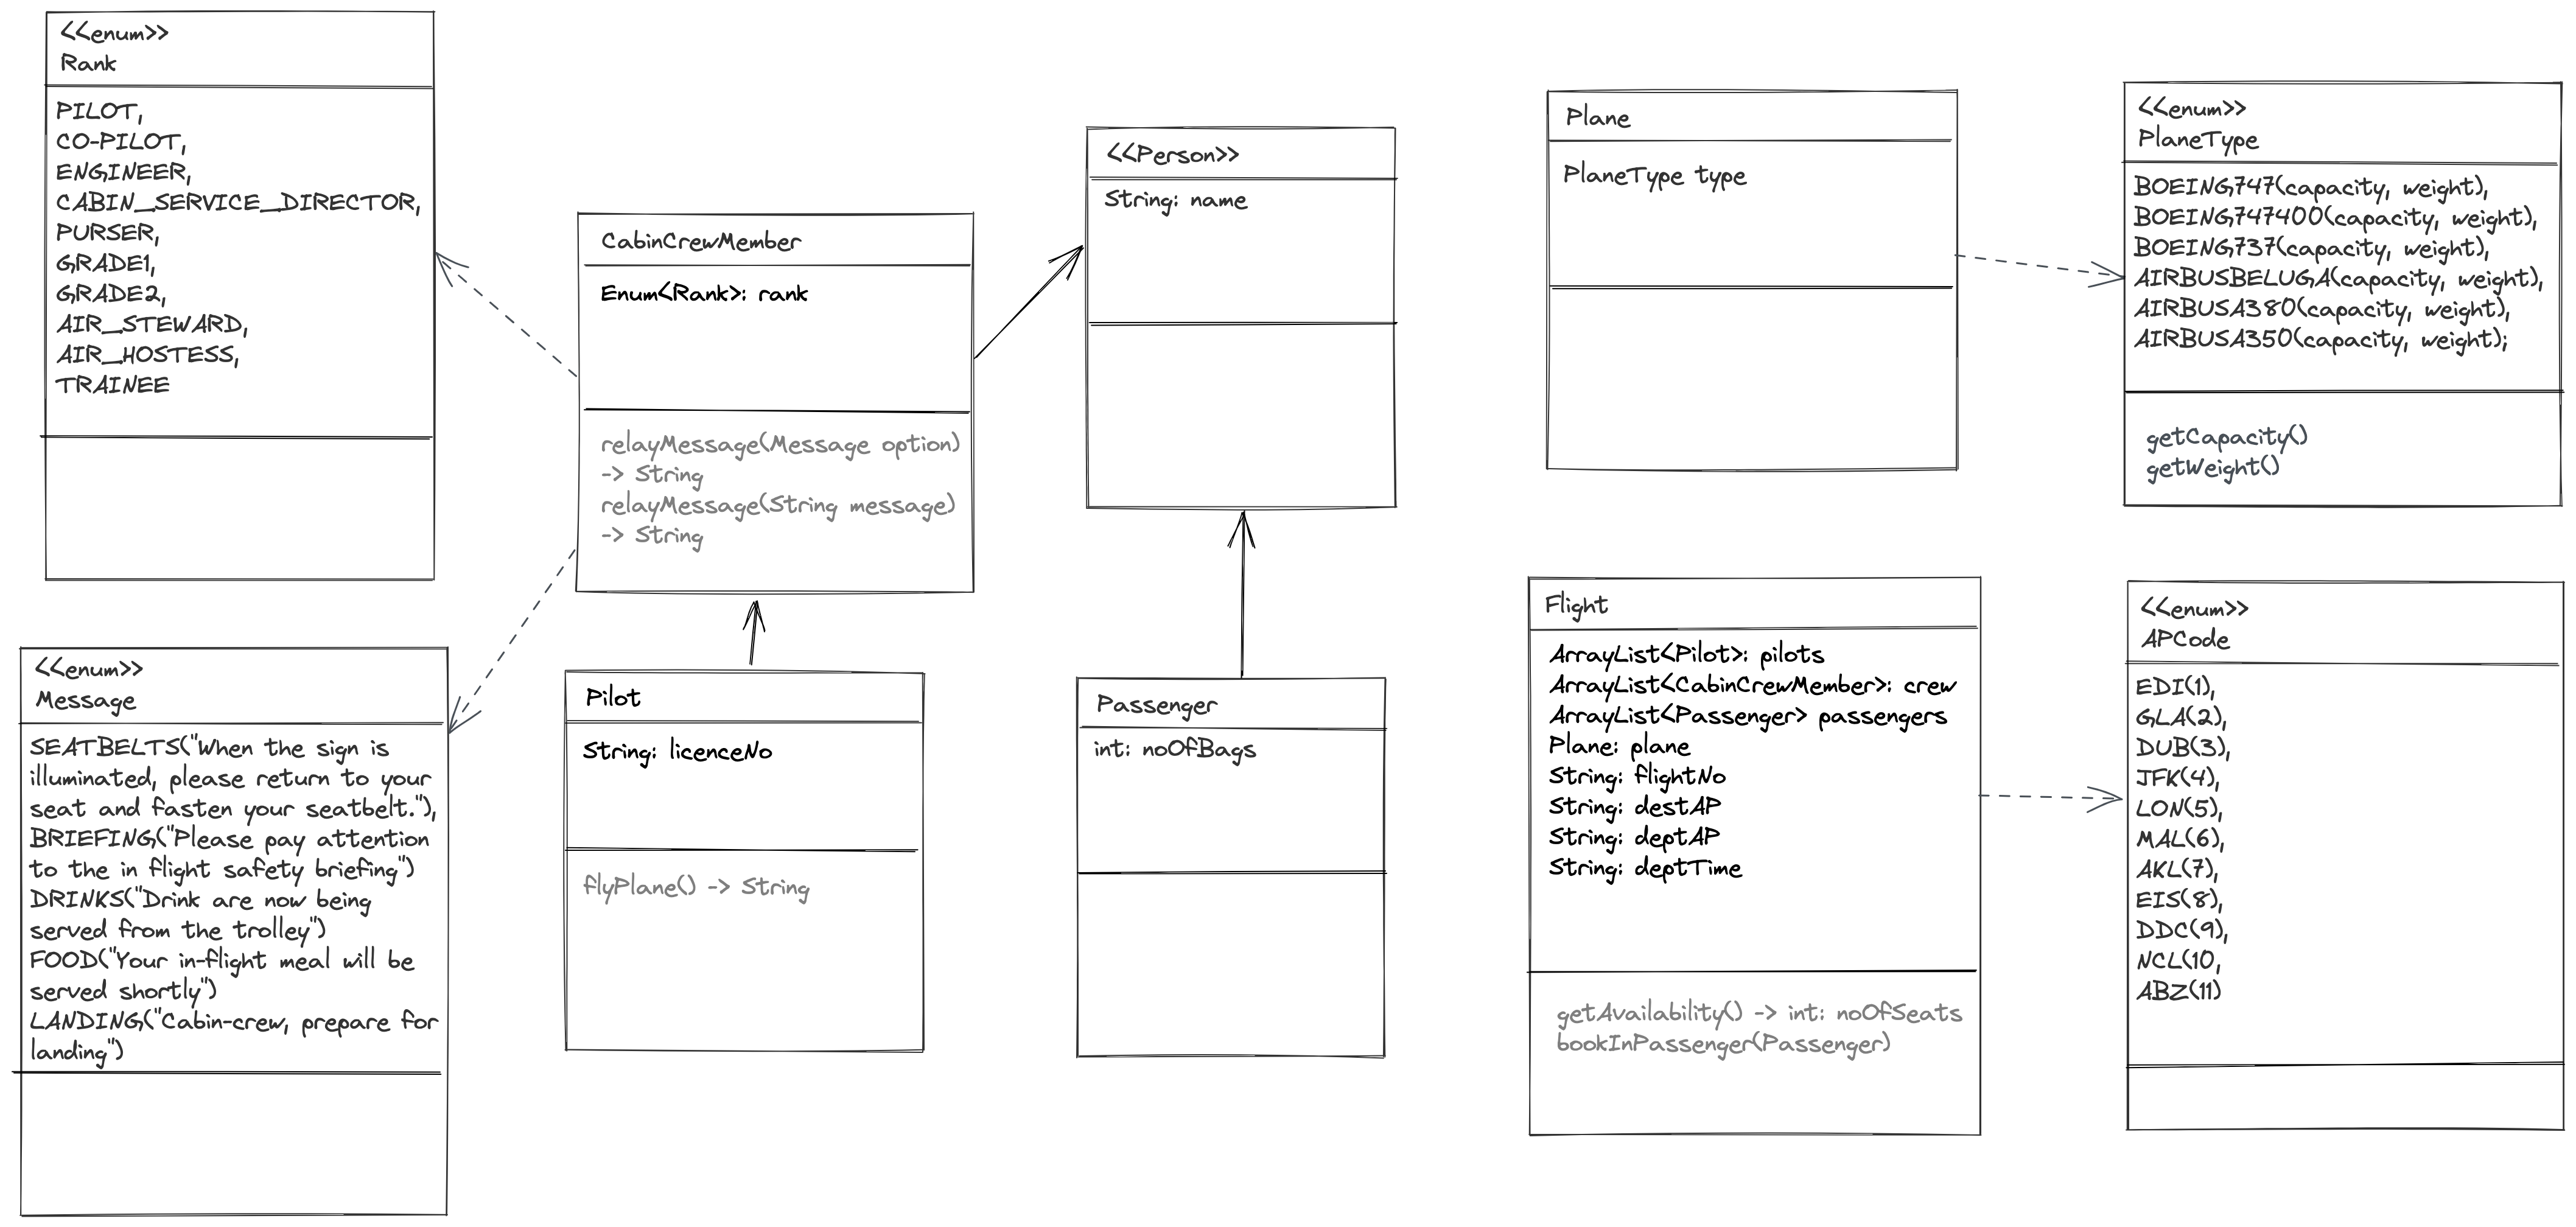 <<enum>>
Rank
PILOT,
CO-PILOT,
ENGINEER,
CABIN_SERVICE_DIRECTOR,
PURSER,
GRADE1,
GRADE2,
AIR_STEWARD,
AIR_HOSTESS,
TRAINEE
<<enum>>
Message
SEATBELTS("When the sign is
illuminated, please return to your
seat and fasten your seatbelt."),
BRIEFING("Please pay attention
to the in flight safety briefing")
DRINKS("Drink are now being
served from the trolley")
FOOD("Your in-flight meal will be
served shortly")
LANDING("Cabin-crew, prepare for
landing")
CabinCrewMember
Enum<Rank>: rank
relayMessage(Message option)
-> String
relayMessage(String message)
-> String
Pilot
String: licenceNo
flyPlane() -> String
<<Person>>
String: name
Passenger
int: noOfBags
Plane
PlaneType type
Flight
ArrayList<Pilot>: pilots
ArrayList<CabinCrewMember>: crew
ArrayList<Passenger> passengers
Plane: plane
String: flightNo
String: destAP
String: deptAP
String: deptTime
getAvailability() -> int: noOfSeats
bookInPassenger(Passenger)
<<enum>>
PlaneType
BOEING747(capacity, weight),
BOEING747400(capacity, weight),
BOEING737(capacity, weight),
AIRBUSBELUGA(capacity, weight),
AIRBUSA380(capacity, weight),
AIRBUSA350(capacity, weight);
getCapacity()
getWeight()
<<enum>>
APCode
EDI(1),
GLA(2),
DUB(3),
JFK(4),
LON(5),
MAL(6),
AKL(7),
EIS(8),
DDC(9),
NCL(10,
ABZ(11)